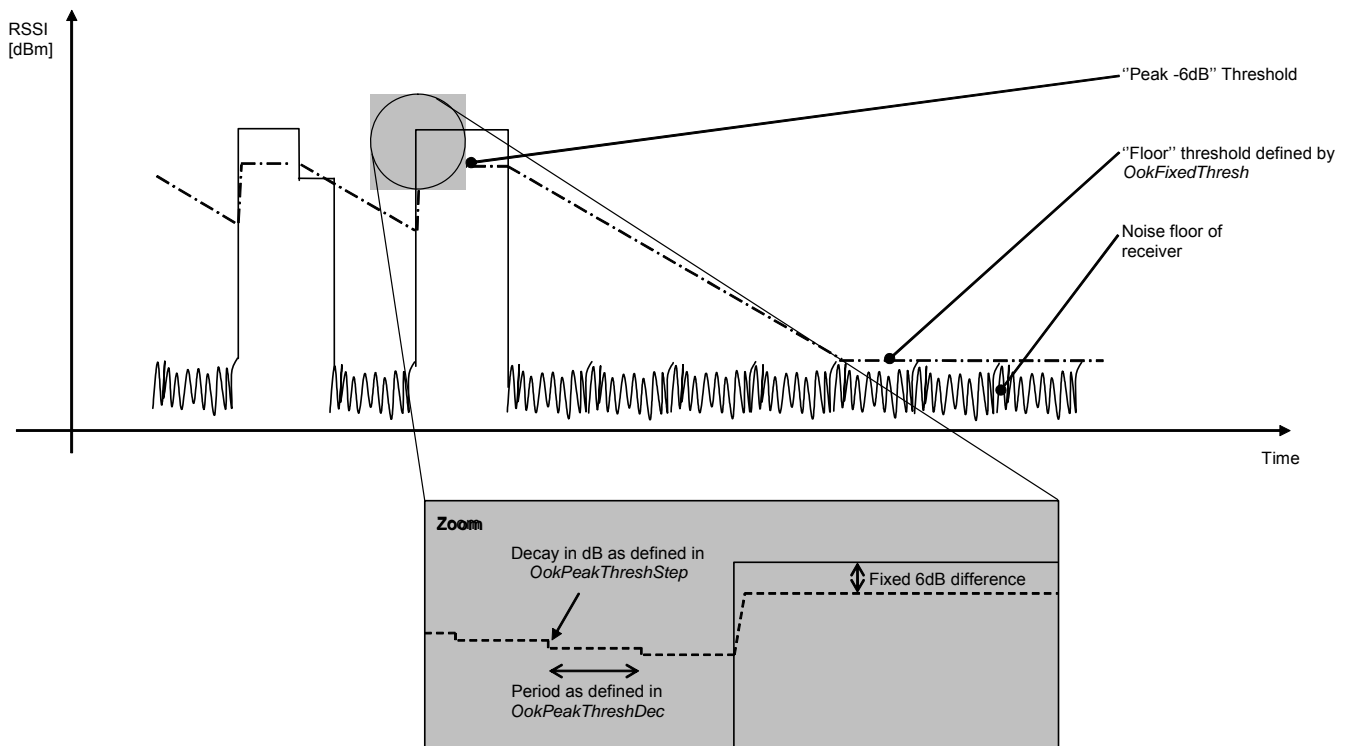 RSSI
[dBm]
‘‘Peak -6dB’’ Threshold
‘‘Floor’’ threshold defined by
OokFixedThresh
Noise floor of
receiver
Time
Zoom
Decay in dB as defined in
OokPeakThreshStep
Fixed 6dB difference
Period as defined in
OokPeakThreshDec